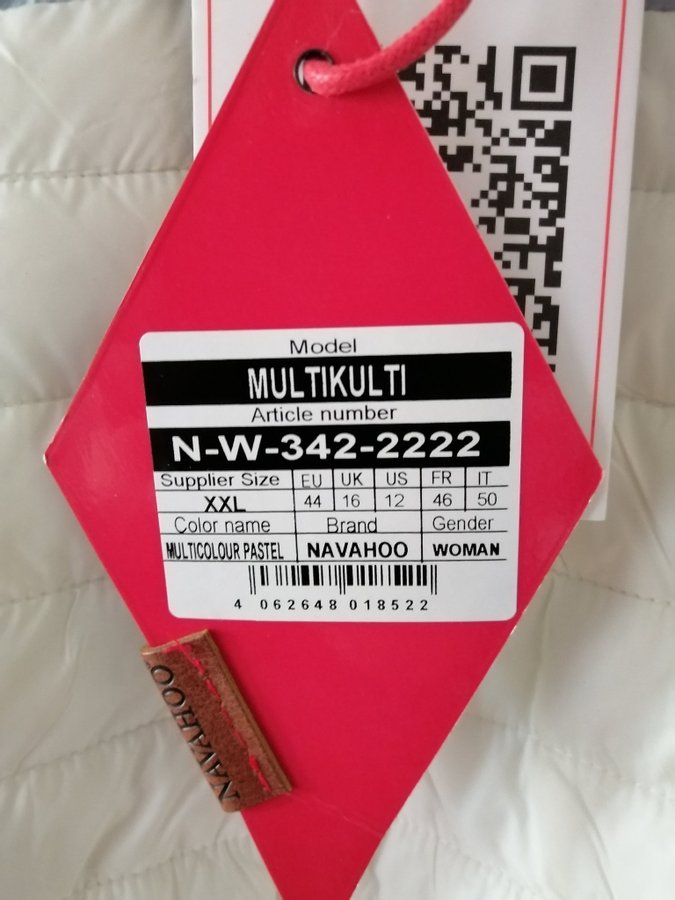 Model
MULTIKULTI
Article number
N-W-342-2222
Supplier Size EU UK US FR IT
XXL 44 16 12 46 50
Color name Brand Gender
MULTICOLOUR PASTEL NAVAHOO WOMAN
4 062648 018522
NAVAHOO